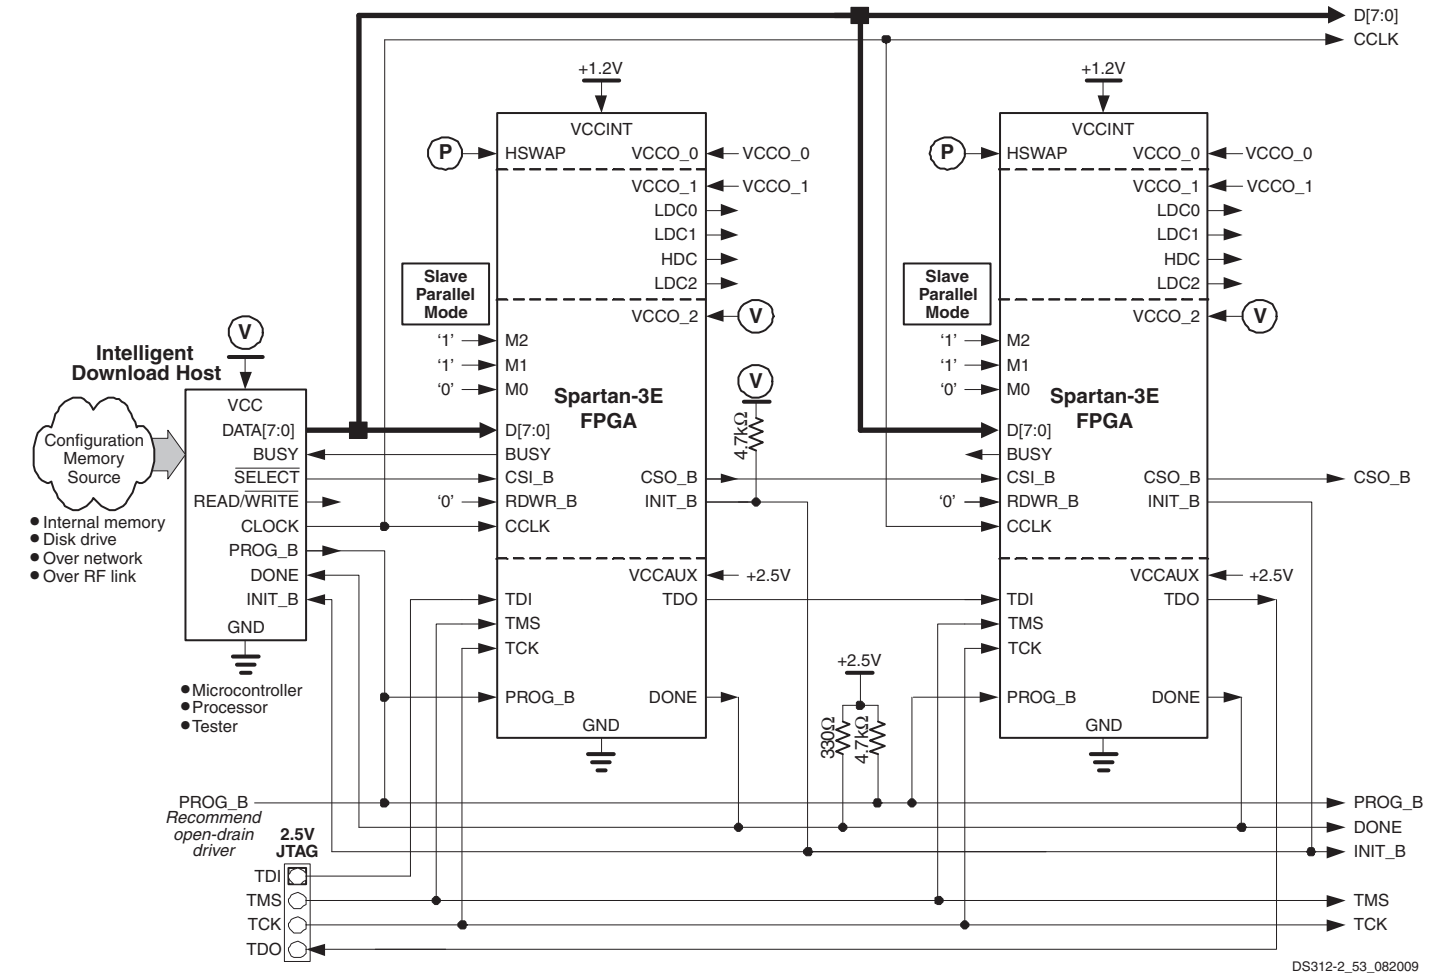 D[7:0]
CCLK
+1.2V
+1.2V
VCCINT
VCCINT
P
HSWAP
VCCO_0
VCCO_0
P
HSWAP
VCCO_0
VCCO_0
VCCO_1
VCCO_1
VCCO_1
VCCO_1
LDC0
LDC0
LDC1
LDC1
HDC
HDC
LDC2
LDC2
Slave
Parallel
Mode
Slave
Parallel
Mode
VCCO_2
V
VCCO_2
V
'1'
M2
'1'
M2
'1'
M1
'1'
M1
'0'
M0
'0'
M0
V
V
Intelligent
Download Host
Spartan-3E
FPGA
Spartan-3E
FPGA
4.7kΩ
VCC
DATA[7:0]
D[7:0]
D[7:0]
BUSY
BUSY
BUSY
SELECT
CSI_B
CSO_B
CSI_B
CSO_B
CSO_B
READ/WRITE
'0'
RDWR_B
INIT_B
'0'
RDWR_B
INIT_B
CLOCK
CCLK
CCLK
PROG_B
DONE
VCCAUX
+2.5V
VCCAUX
+2.5V
INIT_B
TDI
TDO
TDI
TDO
GND
TMS
TMS
TCK
TCK
Configuration
Memory
Source
● Internal memory
● Disk drive
● Over network
● Over RF link
● Microcontroller
● Processor
● Tester
+2.5V
330Ω
4.7kΩ
PROG_B
DONE
PROG_B
DONE
GND
GND
PROG_B
Recommend
open-drain
driver
PROG_B
DONE
INIT_B
2.5V
JTAG
TDI
TMS
TMS
TCK
TCK
TDO
DS312-2_53_082009